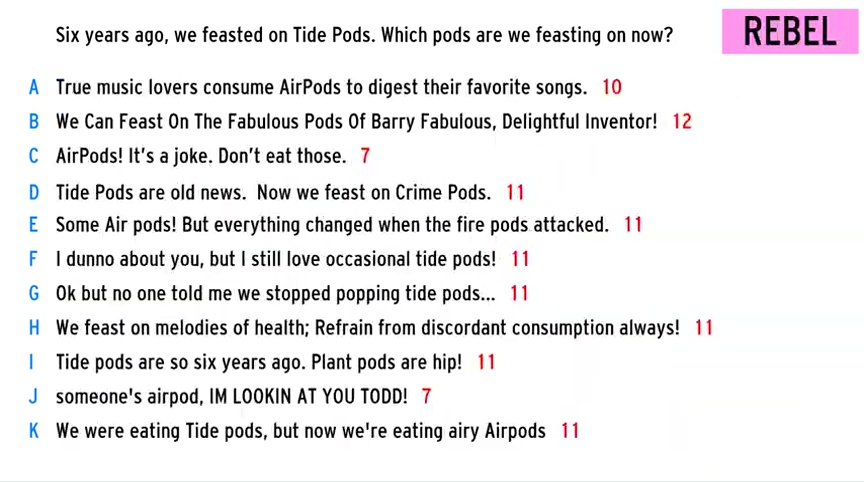 Six years ago, we feasted on Tide Pods. Which pods are we feasting on now? REBEL
A True music lovers consume AirPods to digest their favorite songs. 10
B We Can Feast On The Fabulous Pods Of Barry Fabulous, Delightful Inventor! 12
C AirPods! It's a joke. Don't eat those. 7
D Tide Pods are old news. Now we feast on Crime Pods. 11
E Some Air pods! But everything changed when the fire pods attacked. 11
F I dunno about you, but I still love occasional tide pods! 11
G Ok but no one told me we stopped popping tide pods... 11
H We feast on melodies of health; Refrain from discordant consumption always! 11
I Tide pods are so six years ago. Plant pods are hip! 11
J someone's airpod, IM LOOKIN AT YOU TODD! 7
K We were eating Tide pods, but now we're eating airy Airpods 11